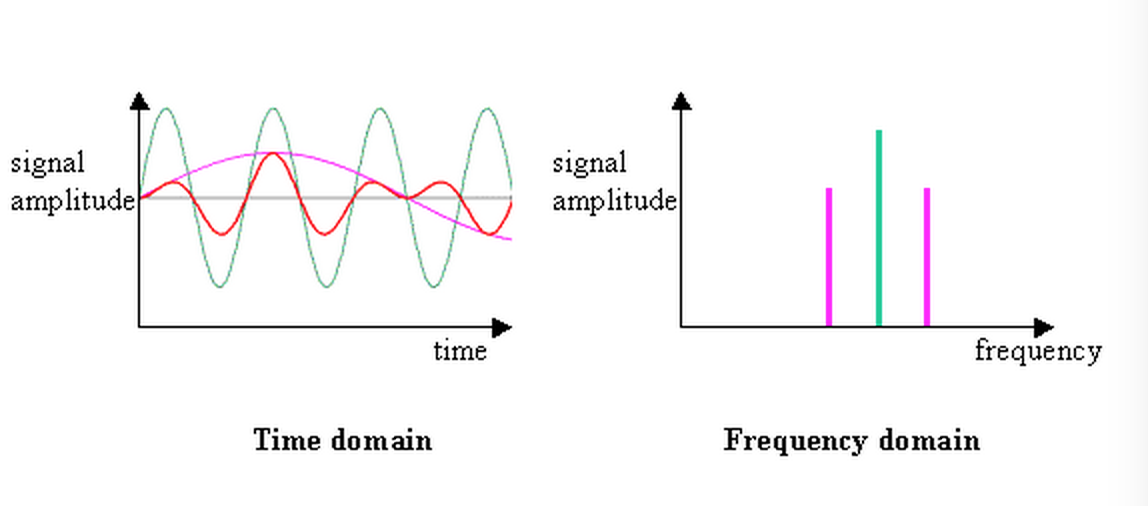 signal
amplitude
time
Time domain
signal
amplitude
frequency
Frequency domain